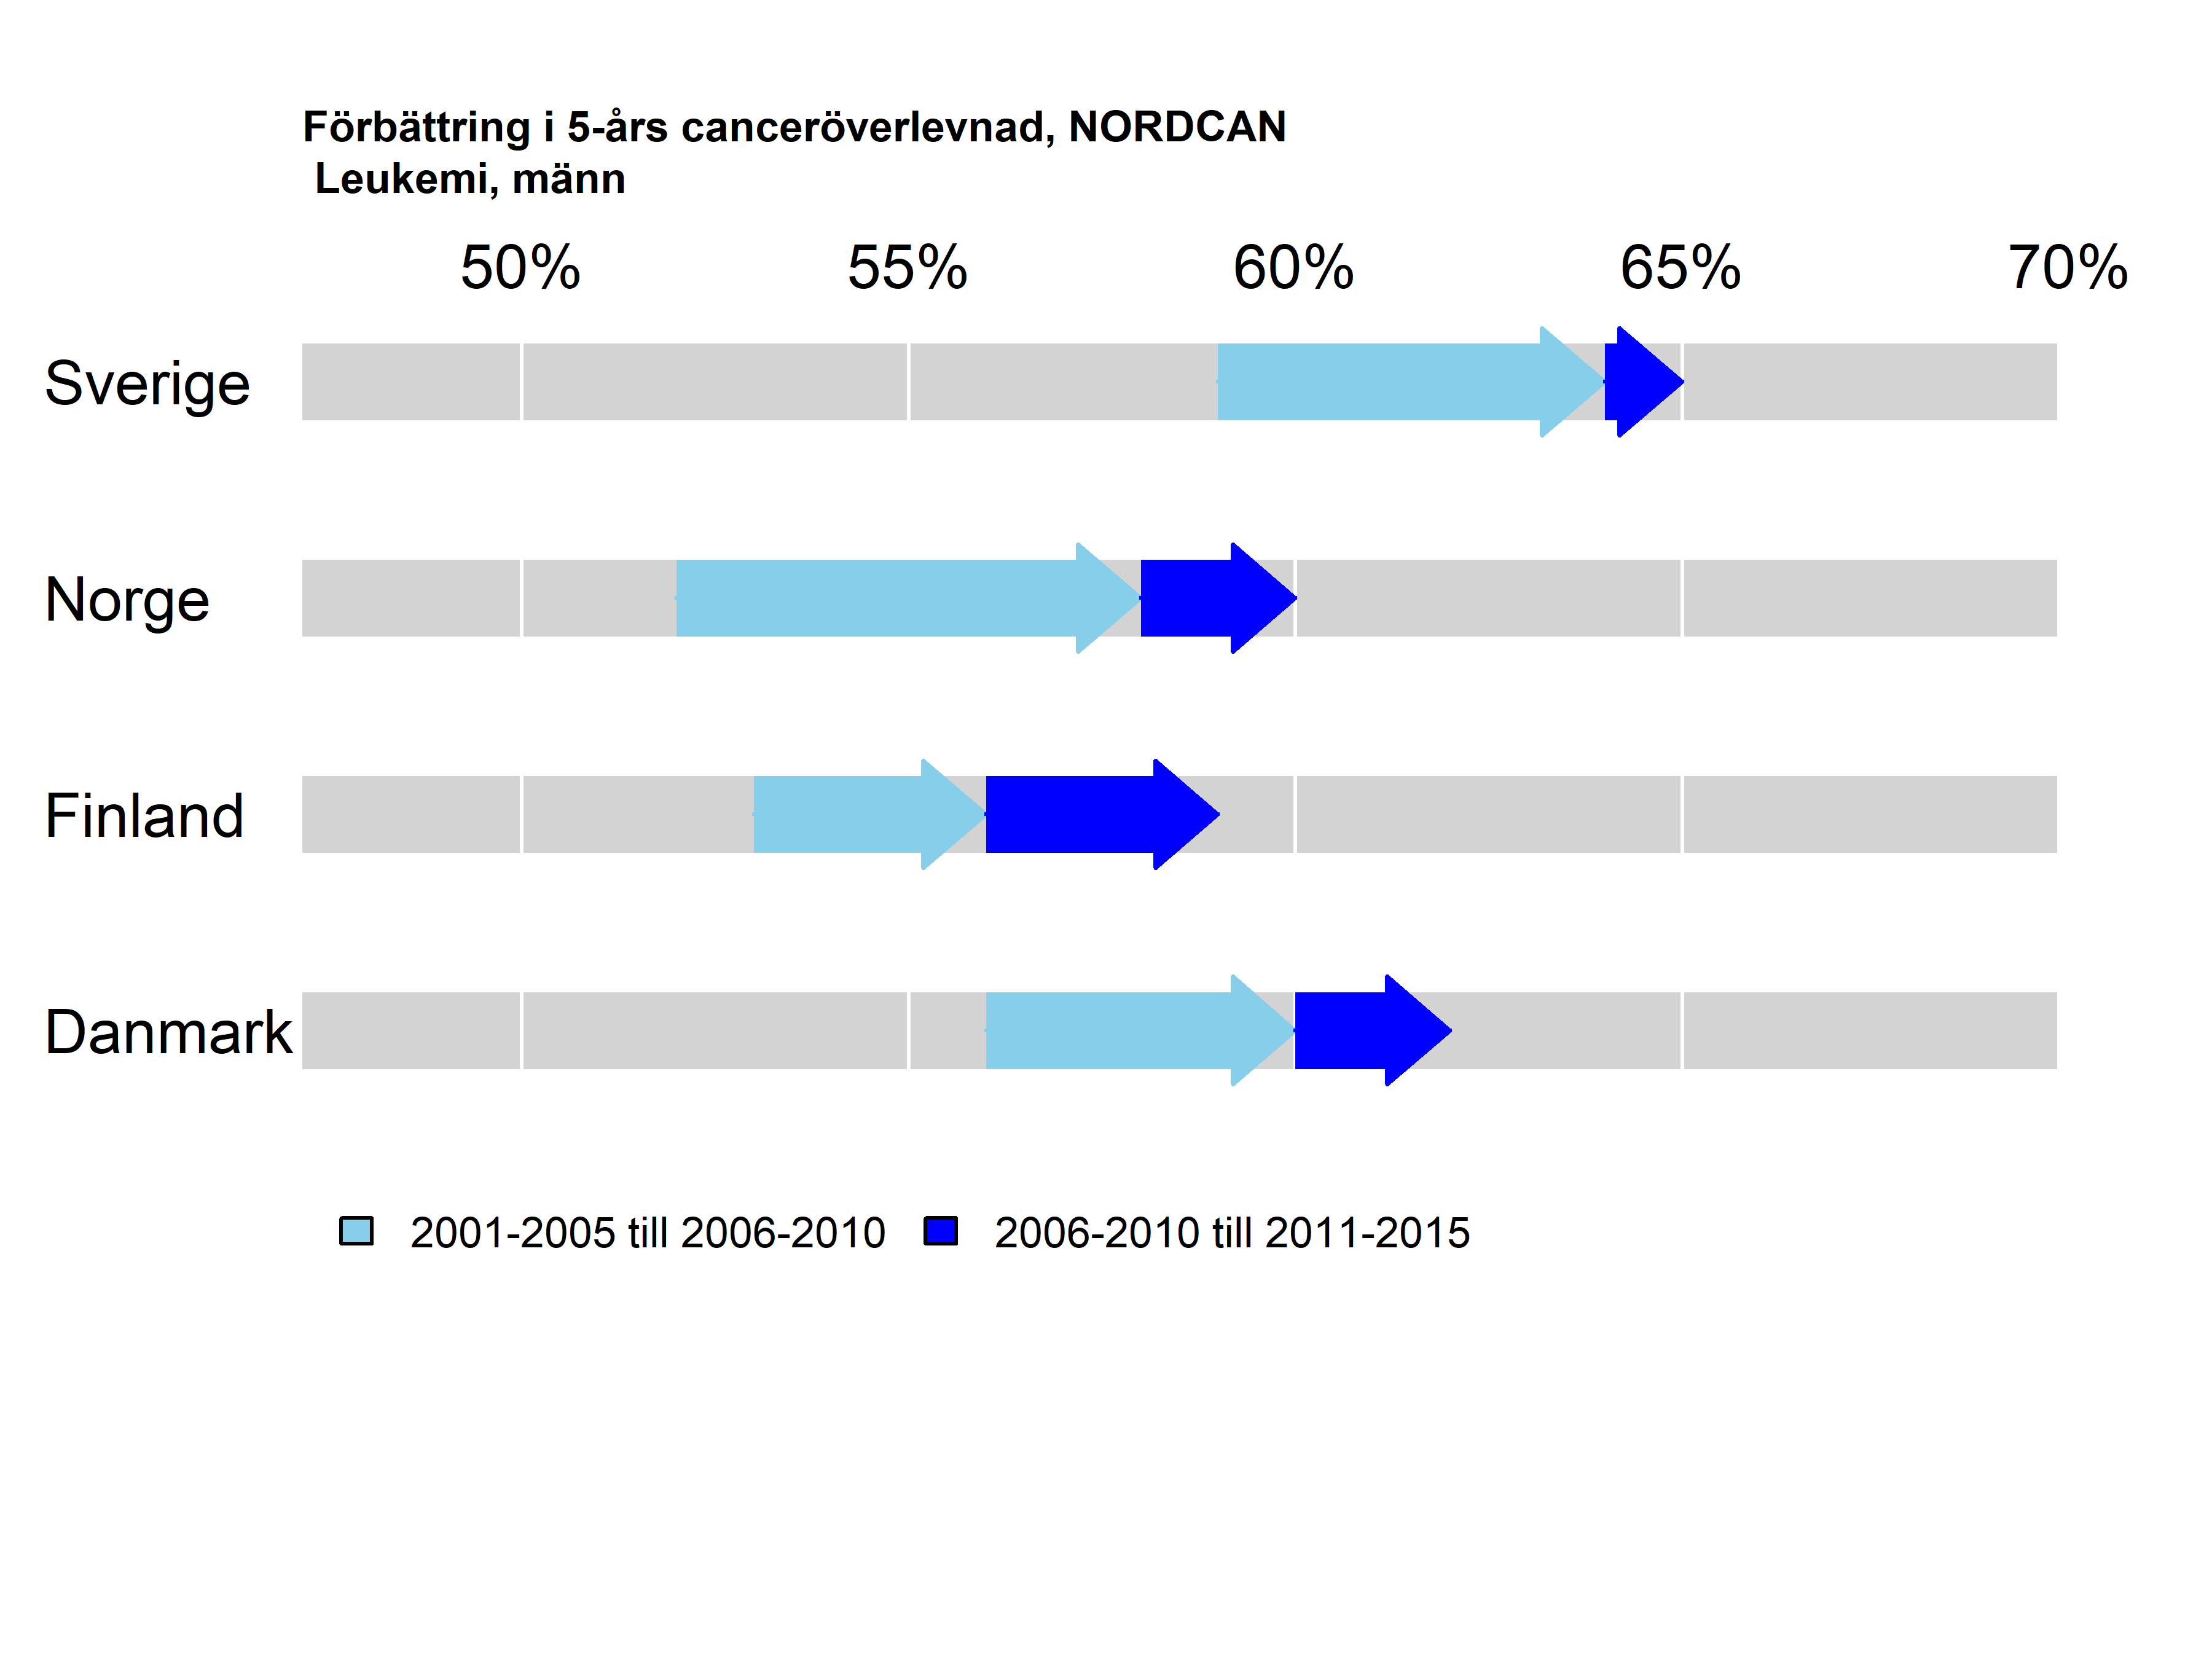 Förbättring i 5-års canceröverlevnad, NORDCAN
Leukemi, männ
50% 55% 60% 65% 70%
Sverige
Norge
Finland
Danmark
2001-2005 till 2006-2010 2006-2010 till 2011-2015